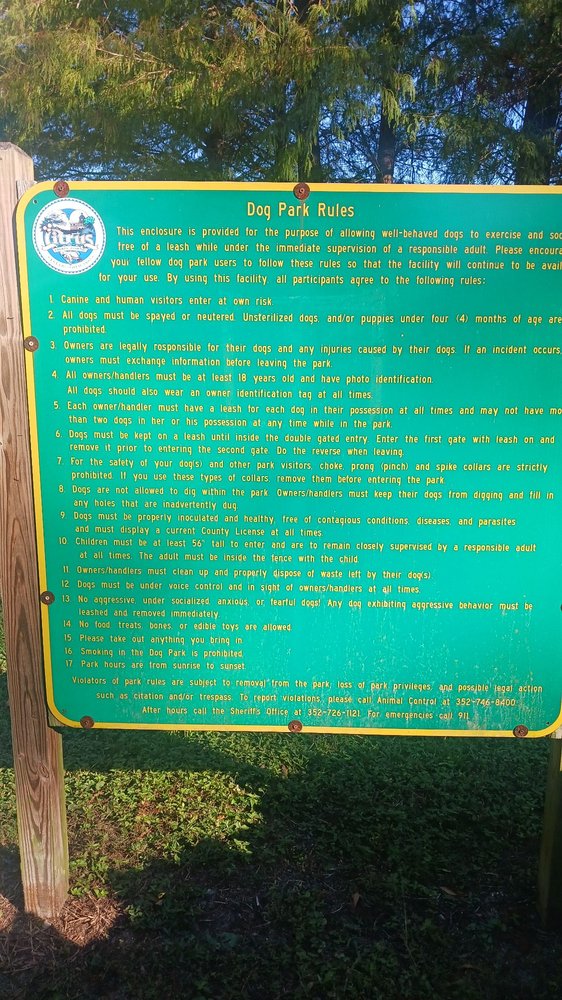 Citrus
Dog Park Rules
This enclosure is provided for the purpose of allowing well-behaved dogs to exercise and soc
free of a leash while under the immediate supervision of a responsible adult. Please encoura
your fellow dog park users to follow these rules so that the facility will continue to be avail
for your use. By using this facility, all participants agree to the following rules:
1. Canine and human visitors enter at own risk.
2. All dogs must be spayed or neutered. Unsterilized dogs, and/or puppies under four (4) months of age are
prohibited.
3. Owners are legally rosponsible for their dogs and any injuries caused by their dogs. If an incident occurs,
owners must exchange information before leaving the park.
4. All owners/handlers must be at least 18 years old and have photo identification.
All dogs should also wear an owner identification tag at all times.
5. Each owner/handler must have a leash for each dog in their possession at all times and may not have mo
than two dogs in her or his possession at any time while in the park.
6. Dogs must be kept on a leash until inside the double gated entry. Enter the first gate with leash on and
remove it prior to entering the second gate. Do the reverse when leaving.
7. For the safety of your dog(s) and other park visitors, choke, prong (pinch) and spike collars are strictly
prohibited. If you use these types of collars, remove them before entering the park.
8. Dogs are not allowed to dig within the park. Owners/handlers must keep their dogs from digging and fill in
any holes that are inadvertently dug.
9. Dogs must be properly inoculated and healthy, free of contagious conditions, diseases, and parasites
and must display a current County License at all times.
10. Children must be at least 56" tall to enter and are to remain closely supervised by a responsible adult
at all times. The adult must be inside the fence with the child.
11. Owners/handlers must clean up and properly dispose of waste left by their dog(s).
12. Dogs must be under voice control and in sight of owners/handlers at all times.
13. No aggressive, under socialized, anxious, or fearful dogs! Any dog exhibiting aggressive behavior must be
leashed and removed immediately.
14. No food, treats, bones, or edible toys are allowed.
15. Please take out anything you bring in.
16. Smoking in the Dog Park is prohibited.
17. Park hours are from sunrise to sunset.
Violators of park rules are subject to removal from the park, loss of park privileges, and possible legal action
such as citation and/or trespass. To report violations, please call Animal Control at 352-746-8400
After hours call the Sheriff's Office at 352-726-1121. For emergencies call 911